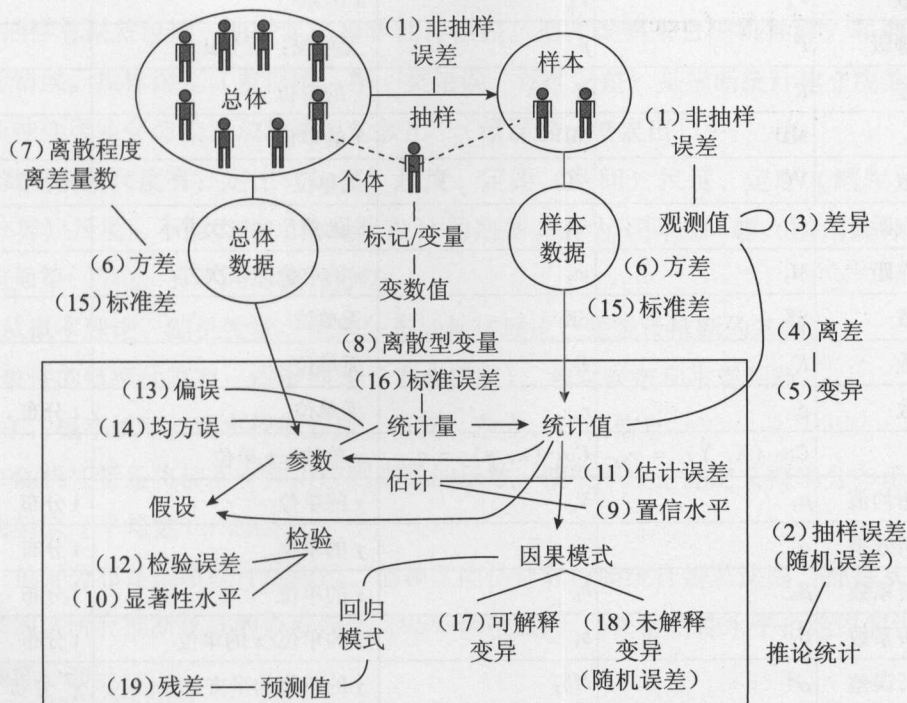 (1) 非抽样
误差
样本
总体
抽样
(1) 非抽样
误差
(7) 离散程度
离差量数
个体
总体
数据
标记/变量
样本
数据
观测值
(3) 差异
(6) 方差
(15) 标准差
变数值
(6) 方差
(15) 标准差
(4) 离差
(5) 变异
(8) 离散型变量
(16) 标准误差
(13) 偏误
(14) 均方误
统计量
统计值
参数
估计
(11) 估计误差
(9) 置信水平
假设
检验
(12) 检验误差
(10) 显著性水平
因果模式
(2) 抽样误差
(随机误差)
回归
模式
(17) 可解释
变异
(18) 未解释
变异
(随机误差)
推论统计
(19) 残差
预测值